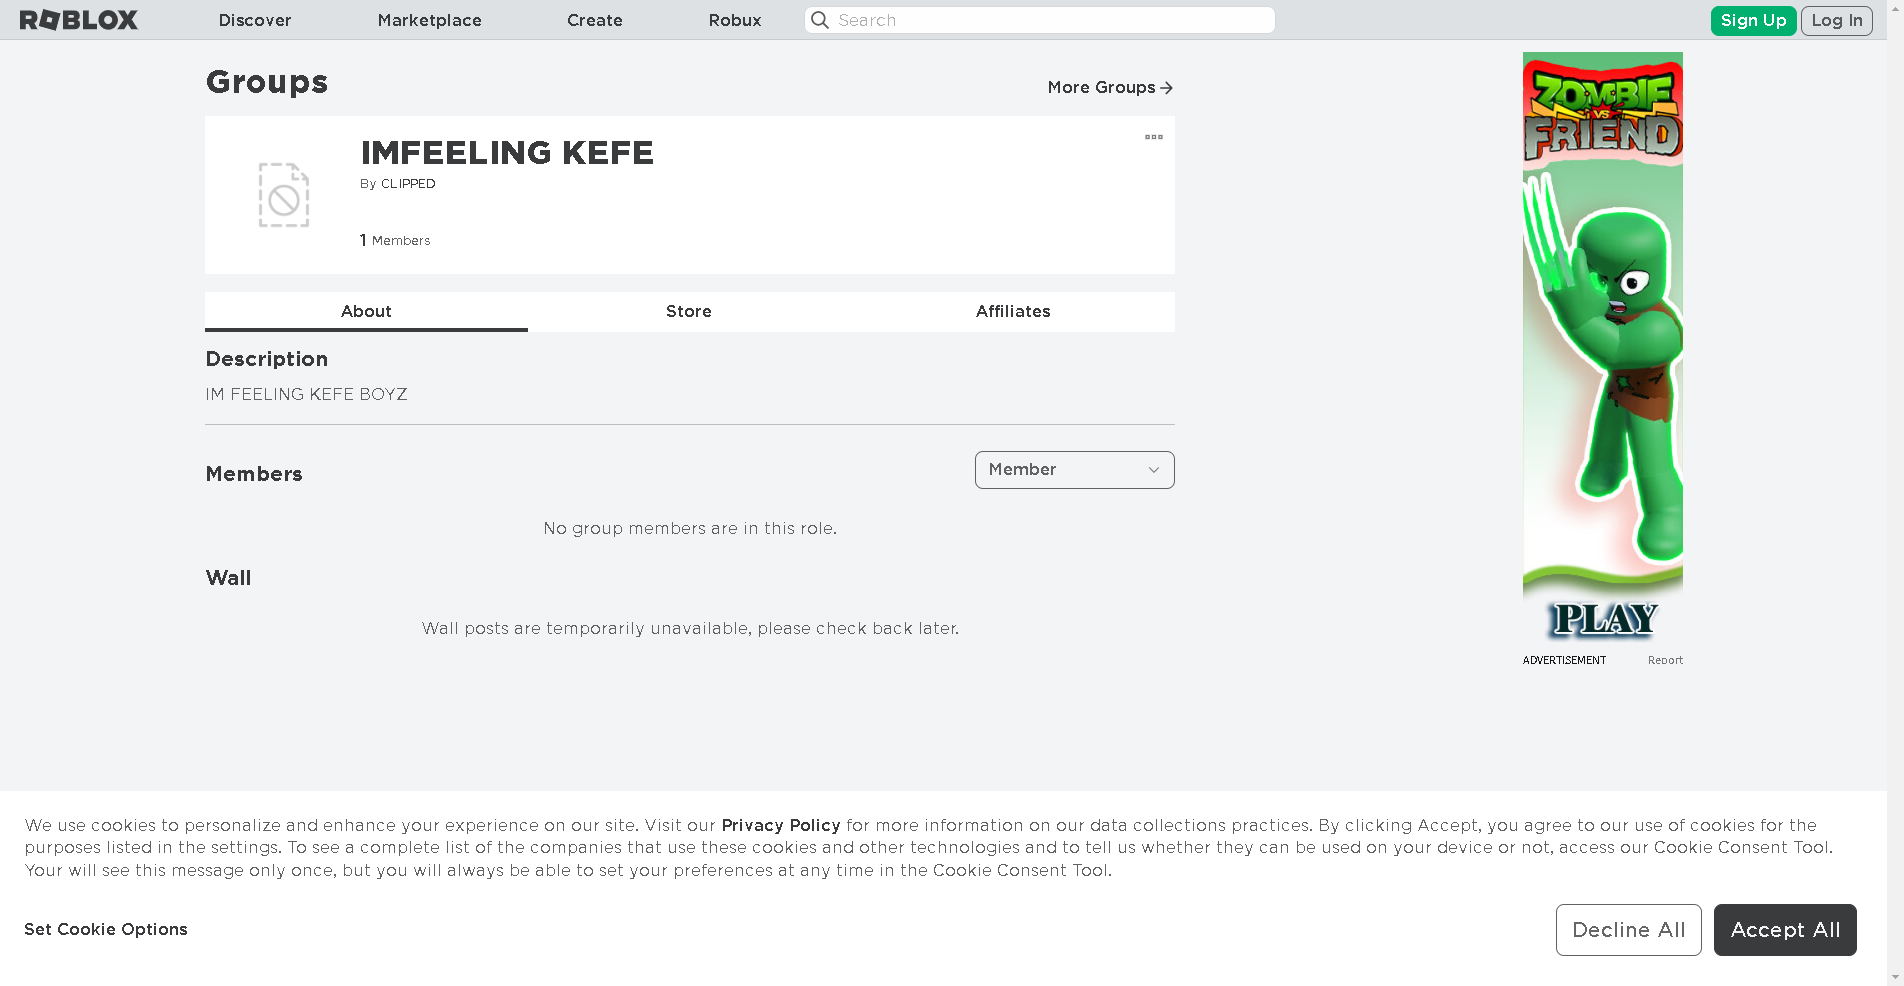 ROBLOX Discover Marketplace Create Robux Search Sign Up Log In
Groups
More Groups
IMFEELING KEFE
By CLIPPED
1 Members
About Store Affiliates
Description
IM FEELING KEFE BOYZ
Members
Member
No group members are in this role.
Wall
Wall posts are temporarily unavailable, please check back later.
ZOMBIE
VS
FRIEND
PLAY
ADVERTISEMENT Report
We use cookies to personalize and enhance your experience on our site. Visit our Privacy Policy for more information on our data collections practices. By clicking Accept, you agree to our use of cookies for the
purposes listed in the settings. To see a complete list of the companies that use these cookies and other technologies and to tell us whether they can be used on your device or not, access our Cookie Consent Tool.
Your will see this message only once, but you will always be able to set your preferences at any time in the Cookie Consent Tool.
Set Cookie Options
Decline All
Accept All